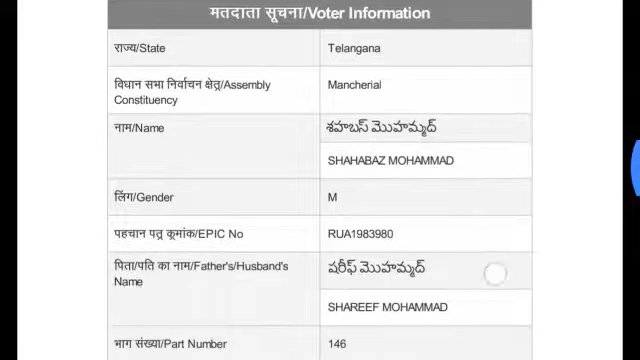 मतदाता सूचना/Voter Information
राज्य/State
Telangana
विधान सभा निर्वाचन क्षेत्र/Assembly
Constituency
Mancherial
नाम/Name
శహబస్ మొహమ్మద్
SHAHABAZ MOHAMMAD
लिंग/Gender
M
पहचान पत्र क्रमांक/EPIC No
RUA1983980
पिता/पति का नाम/Father's/Husband's
Name
షరీఫ్ మొహమ్మద్
SHAREEF MOHAMMAD
भाग संख्या/Part Number
146